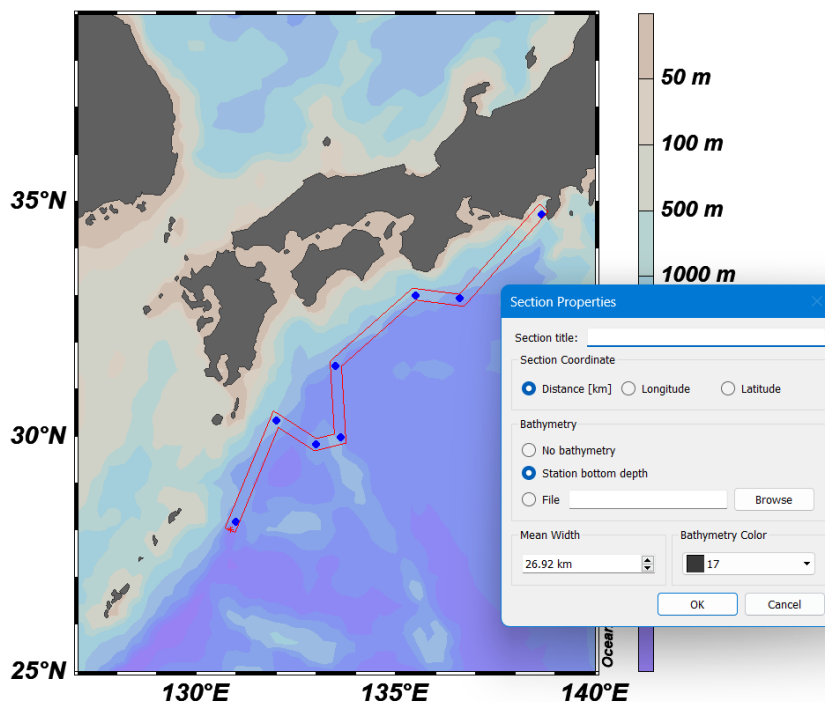 50 m
100 m
35°N
500 m
1000 m
Section Properties
Section title:
Section Coordinate
Distance [km] Longitude Latitude
30°N
Bathymetry
No bathymetry
Station bottom depth
File Browse
Mean Width Bathymetry Color
26.92 km 17
OK Cancel
Ocean
25°N
130°E 135°E 140°E